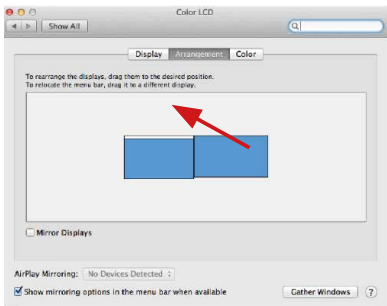 Color LCD
Show All
Display Arrangement Color
To rearrange the displays, drag them to the desired position.
To relocate the menu bar, drag it to a different display.
Mirror Displays
AirPlay Mirroring: No Devices Detected
Show mirroring options in the menu bar when available
Gather Windows ?